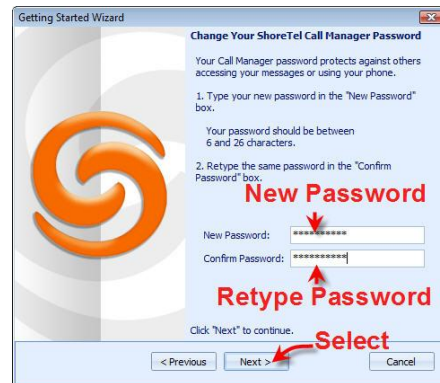 Getting Started Wizard
Change Your ShoreTel Call Manager Password
Your Call Manager password protects against others
accessing your messages or using your phone.
1. Type your new password in the "New Password"
box.
Your password should be between
6 and 26 characters.
2. Retype the same password in the "Confirm
Password" box.
New Password
New Password: **********
Confirm Password: **********
Retype Password
Click "Next" to continue.
Select
< Previous Next > Cancel